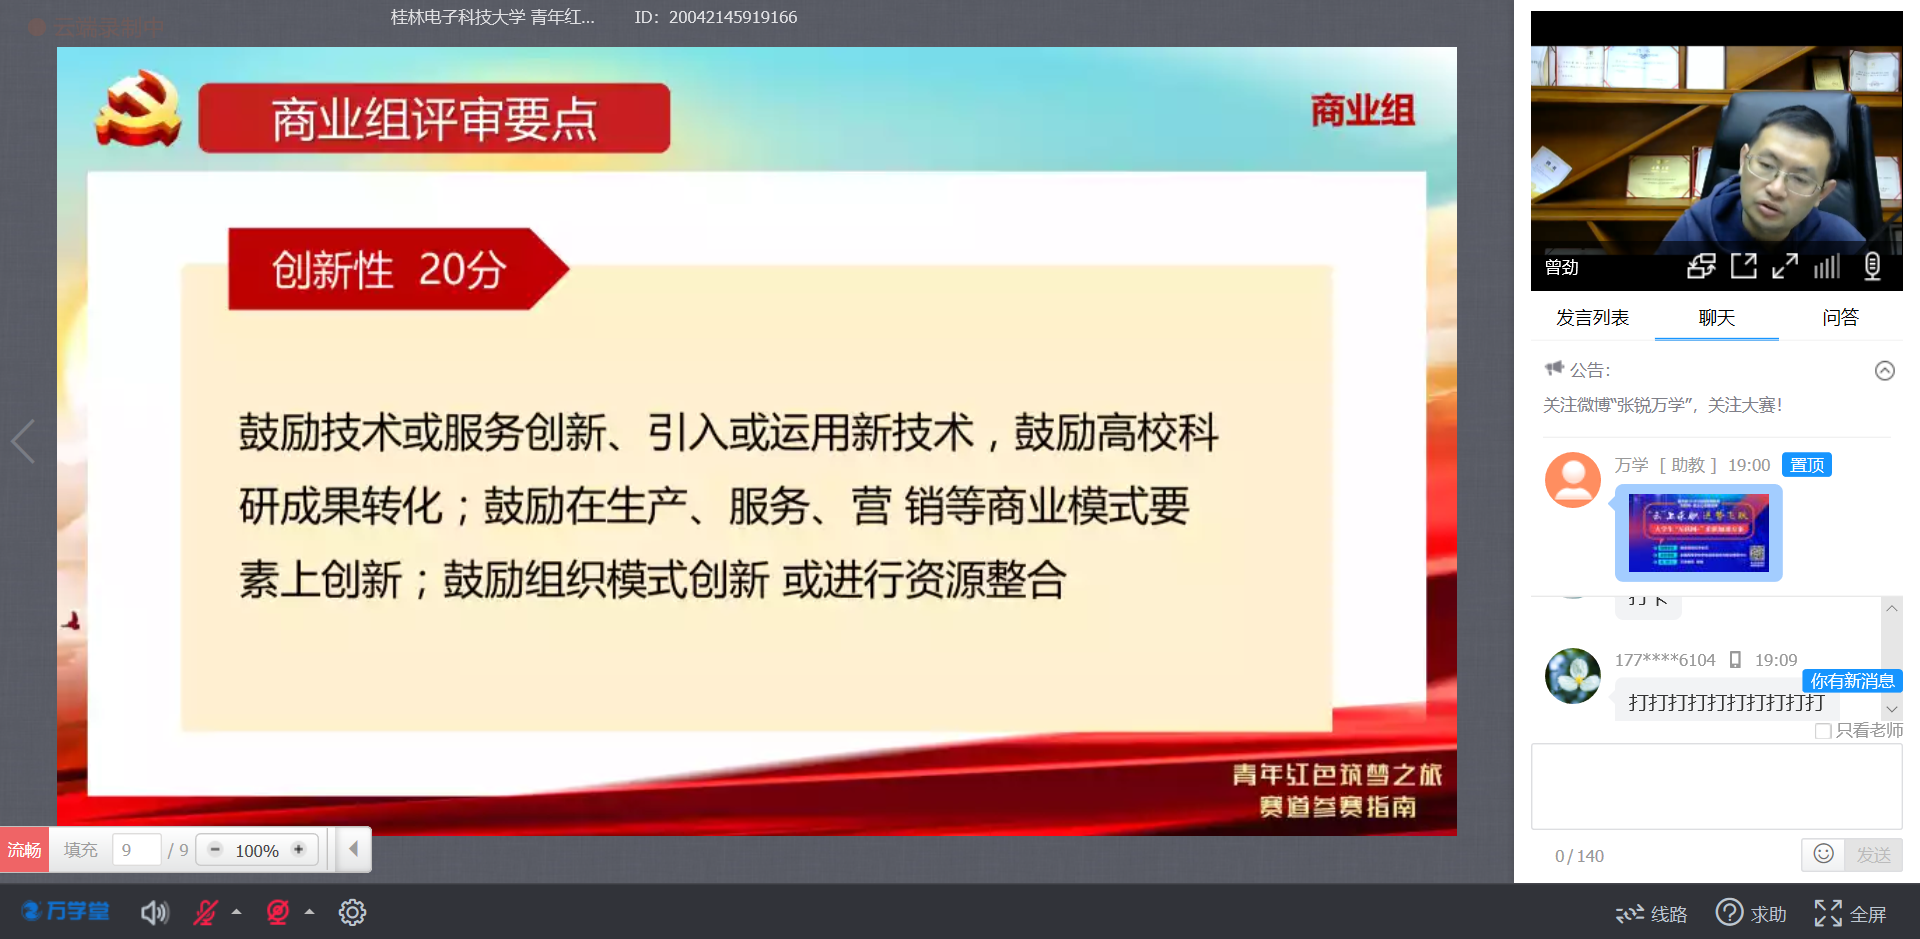 云端录制中
桂林电子科技大学 青年红...
ID：20042145919166
商业组评审要点
商业组
创新性 20分
鼓励技术或服务创新、引入或运用新技术，鼓励高校科
研成果转化；鼓励在生产、服务、营 销等商业模式要
素上创新；鼓励组织模式创新 或进行资源整合
青年红色筑梦之旅
赛道参赛指南
流畅
填充
9
/ 9
100%
曾劲
发言列表
聊天
问答
公告：
关注微博“张锐万学”，关注大赛！
万学 [ 助教 ] 19:00 置顶
打卡
177****6104 19:09
你有新消息
打打打打打打打打打打
只看老师
0 / 140
发送
万学堂
线路
求助
全屏